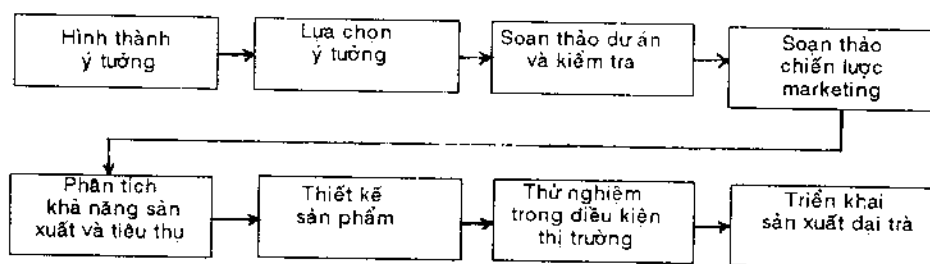 Hình thành
ý tưởng
Lựa chọn
ý tưởng
Soạn thảo dự án
và kiểm tra
Soạn thảo
chiến lược
marketing
Phân tích
khả năng sản
xuất và tiêu thụ
Thiết kế
sản phẩm
Thử nghiệm
trong điều kiện
thị trường
Triển khai
sản xuất đại trà